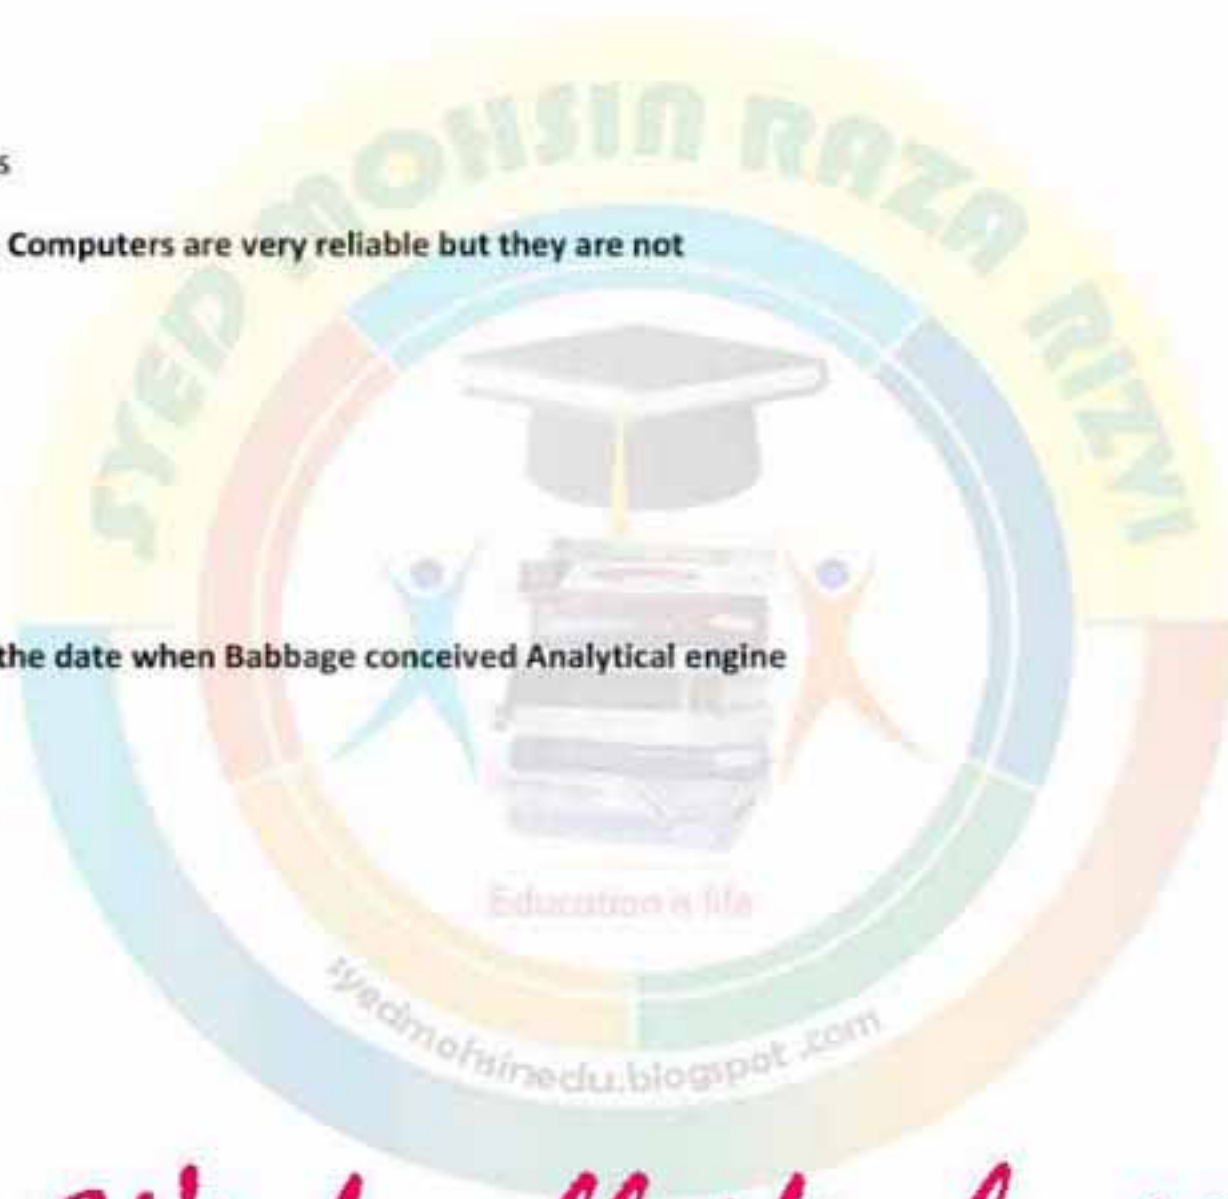 s
SYED MOHSIN RAZA RIZVI
Computers are very reliable but they are not
the date when Babbage conceived Analytical engine
Education is life
syedmohsinedu.blogspot.com